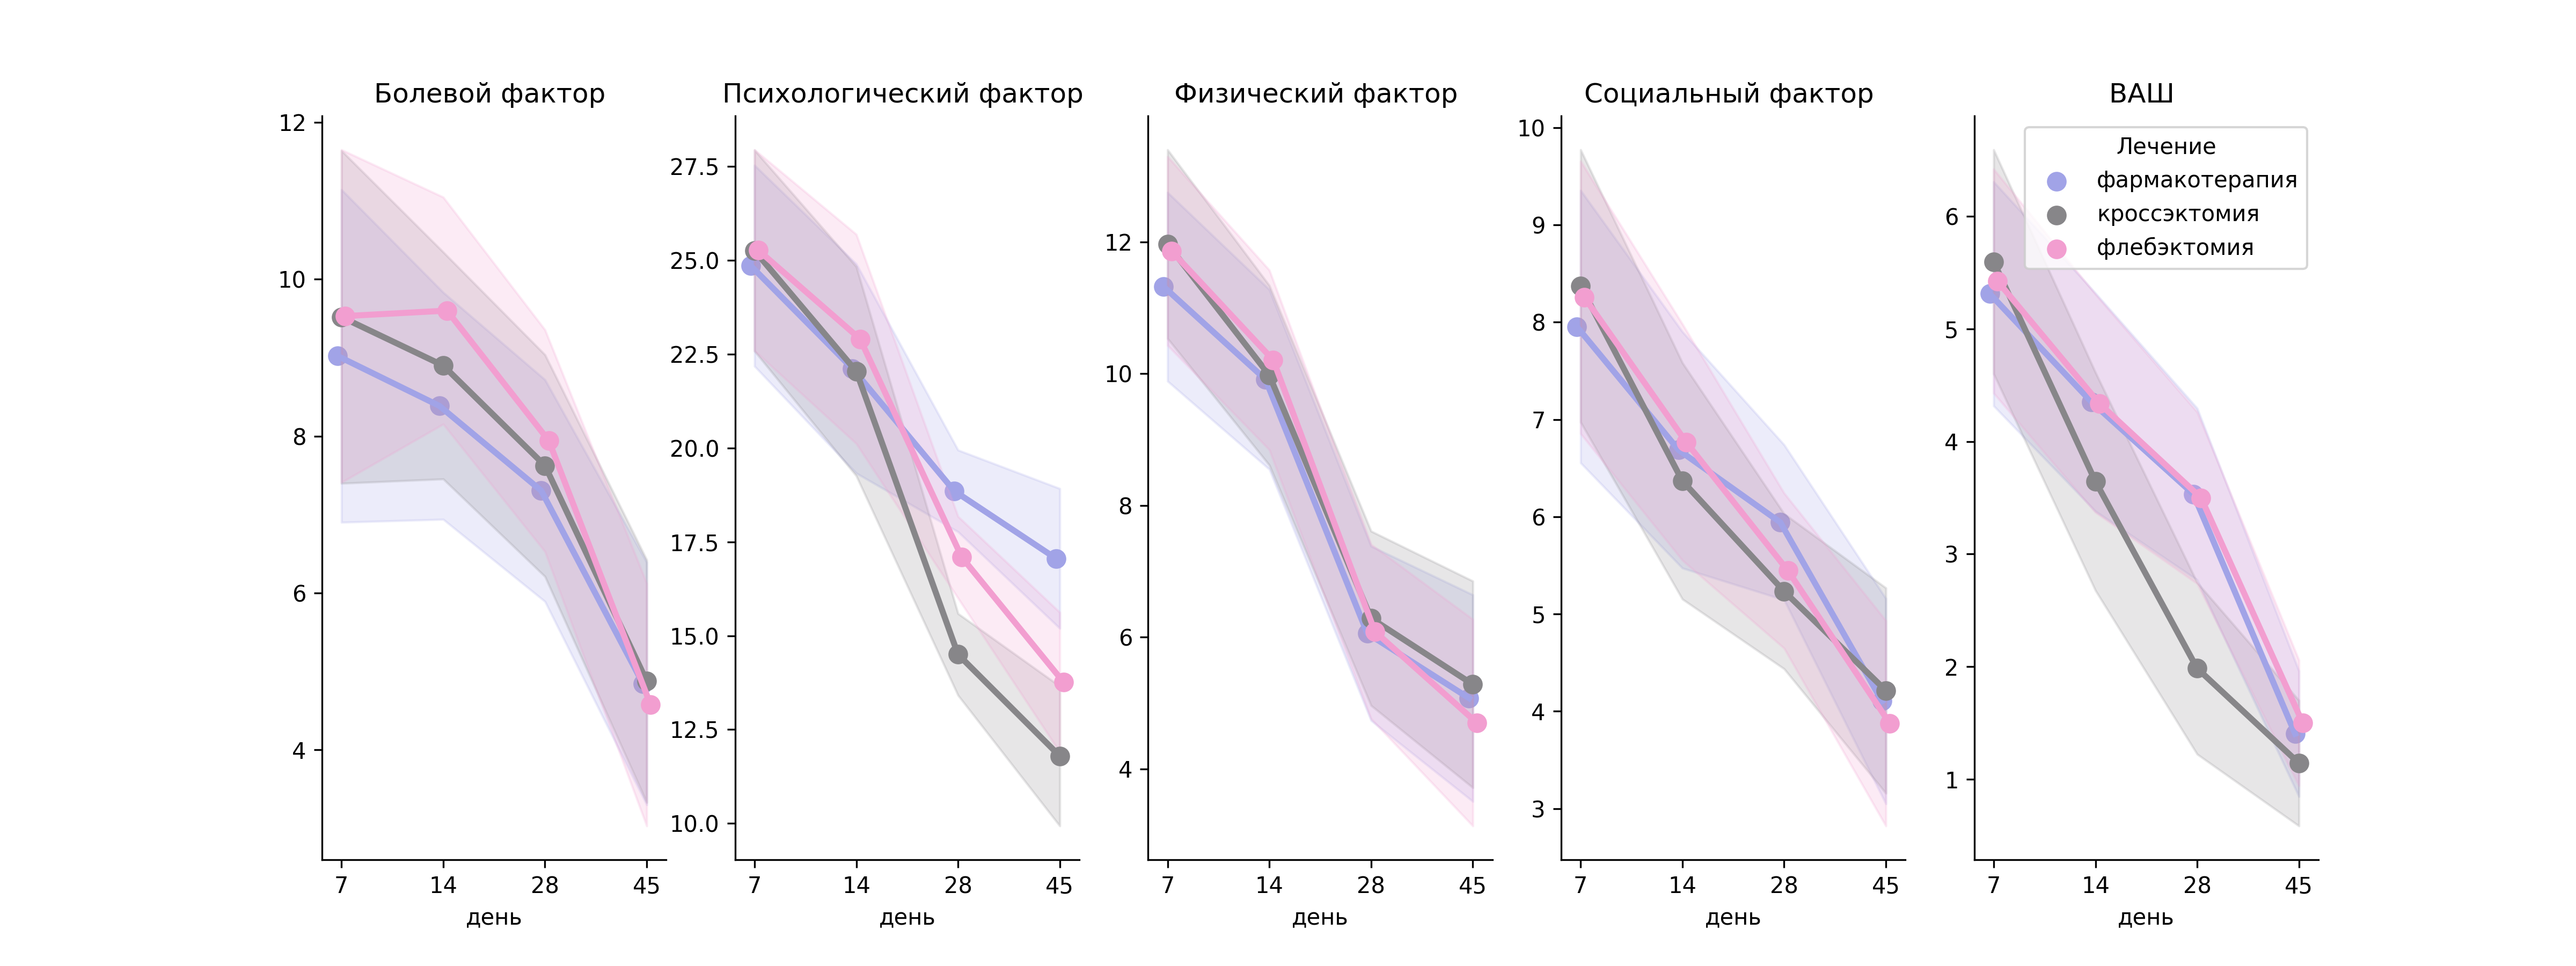 Болевой фактор
12
10
8
6
4
7 14 28 45
день
Психологический фактор
27.5
25.0
22.5
20.0
17.5
15.0
12.5
10.0
7 14 28 45
день
Физический фактор
12
10
8
6
4
7 14 28 45
день
Социальный фактор
10
9
8
7
6
5
4
3
7 14 28 45
день
ВАШ
Лечение
фармакотерапия
кроссэктомия
флебэктомия
6
5
4
3
2
1
7 14 28 45
день